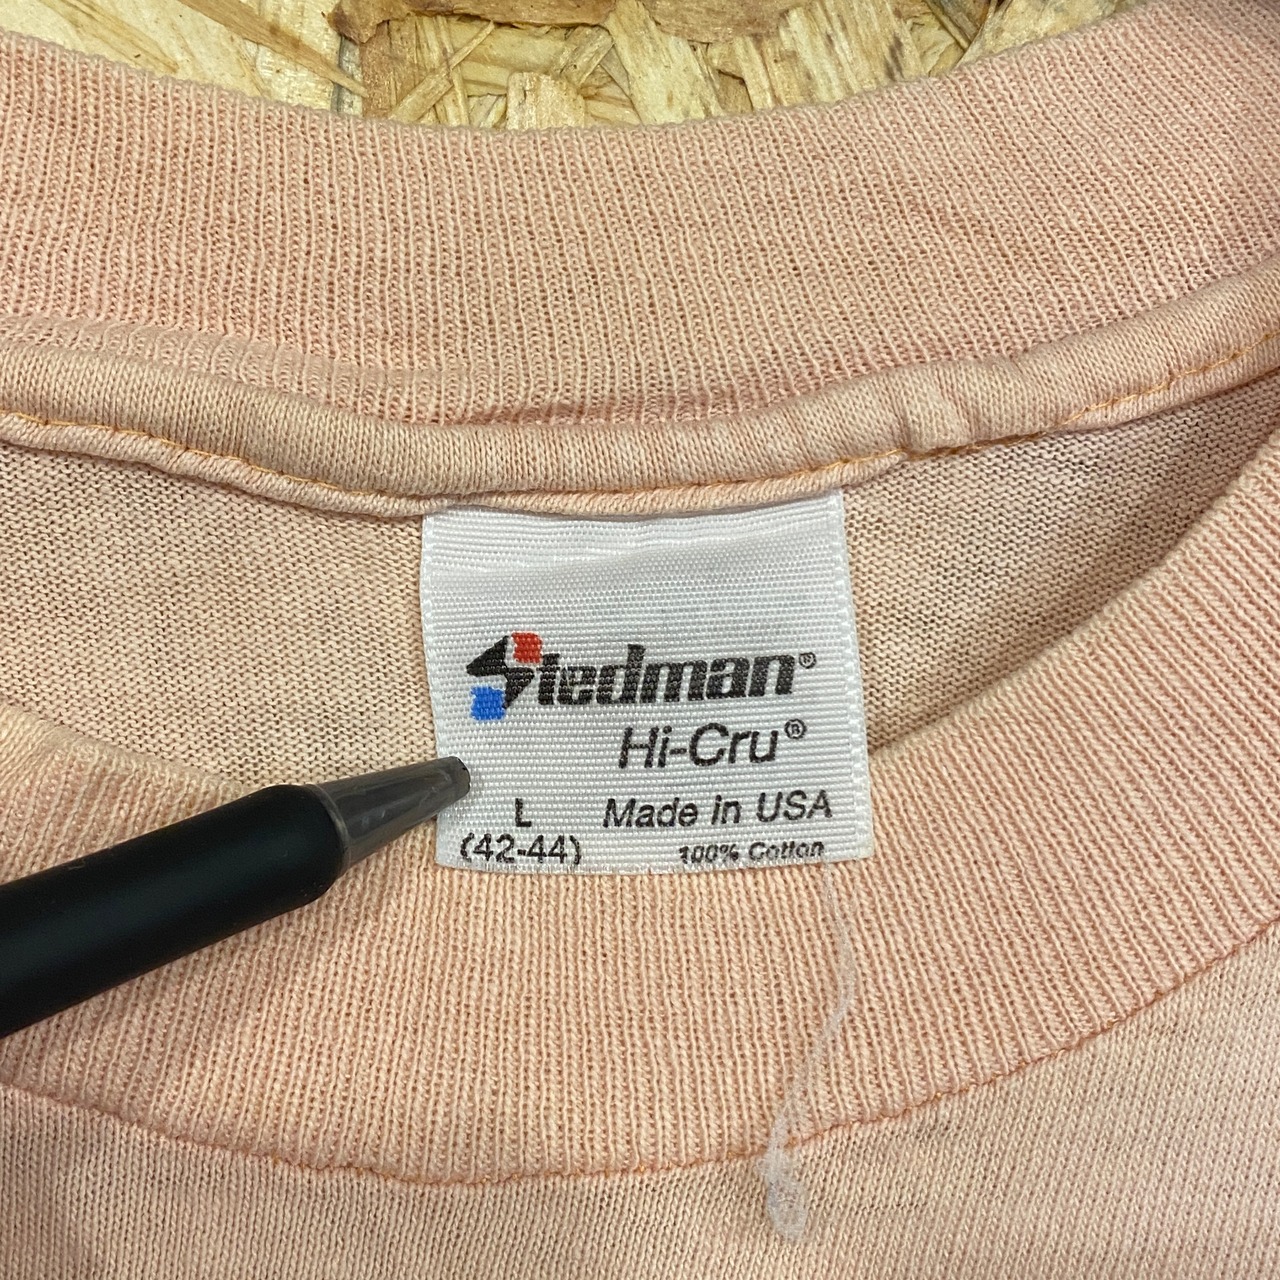 Stedman®
Hi-Cru®
L Made in USA
(42-44) 100% Cotton